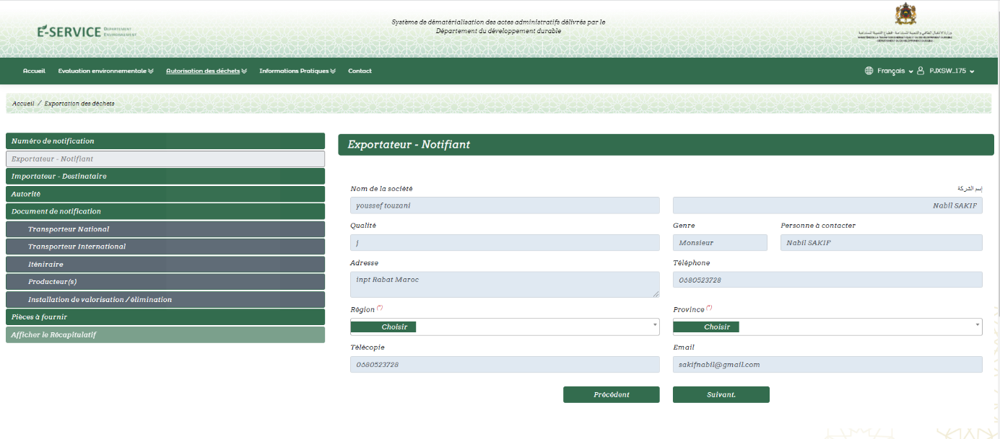 E-SERVICE DEPARTEMENT ENVIRONNEMENT
Système de dématérialisation des actes administratifs délivrés par le
Département du développement durable
Accueil Evaluation environnementale Autorisation des déchets Informations Pratiques Contact Français PJXSW_175
Accueil / Exportation des déchets
Numéro de notification
Exportateur - Notifiant
Importateur - Destinataire
Autorité
Document de notification
Transporteur National
Transporteur International
Iténiraire
Producteur(s)
Installation de valorisation / élimination
Pièces à fournir
Afficher le Récapitulatif
Exportateur - Notifiant
Nom de la société إسم الشركة
youssef touzani Nabil SAKIF
Qualité Genre Personne à contacter
j Monsieur Nabil SAKIF
Adresse Téléphone
inpt Rabat Maroc 0680523728
Région (*) Province (*)
Choisir Choisir
Télécopie Email
0680523728 sakifnabil@gmail.com
Précédent Suivant.